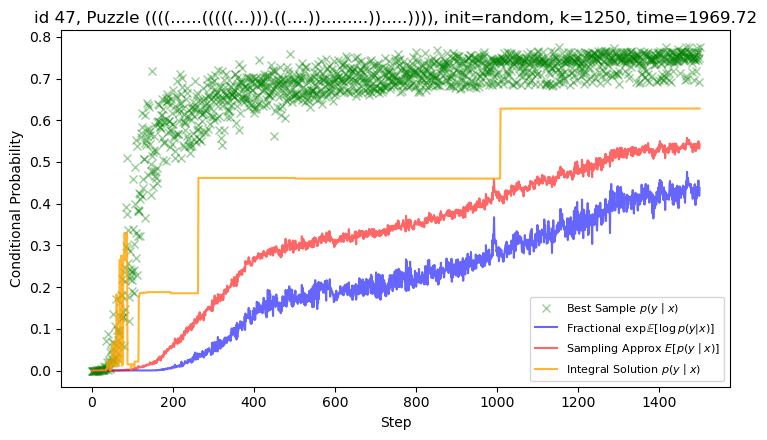 id 47, Puzzle ((((......(((((...))).((....)).........)).....)))), init=random, k=1250, time=1969.72
0.8
0.7
0.6
0.5
0.4
0.3
0.2
0.1
0.0
Conditional Probability
Best Sample p(y | x)
Fractional exp 𝔼[log p(y|x)]
Sampling Approx E[p(y | x)]
Integral Solution p(y | x)
0 200 400 600 800 1000 1200 1400
Step